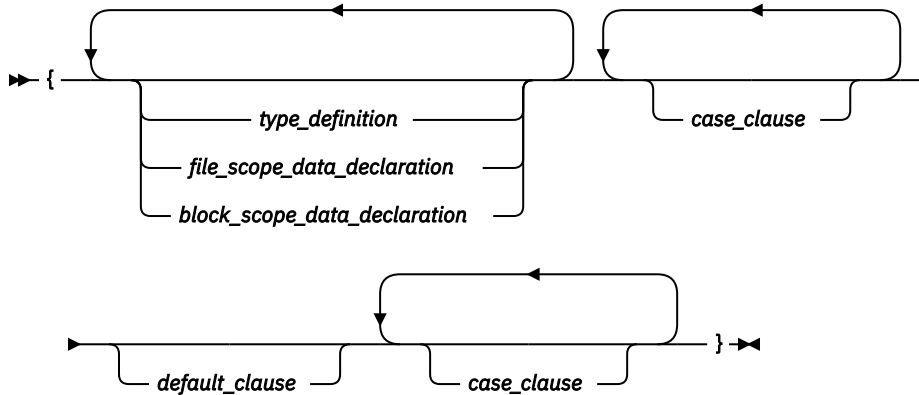 {
type_definition case_clause
file_scope_data_declaration
block_scope_data_declaration
}
default_clause case_clause